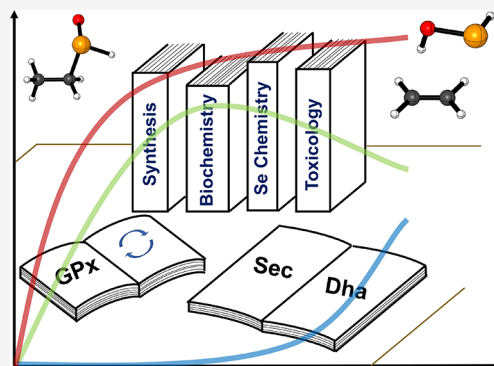 Synthesis
Biochemistry
Se Chemistry
Toxicology
GPx
Sec
Dha